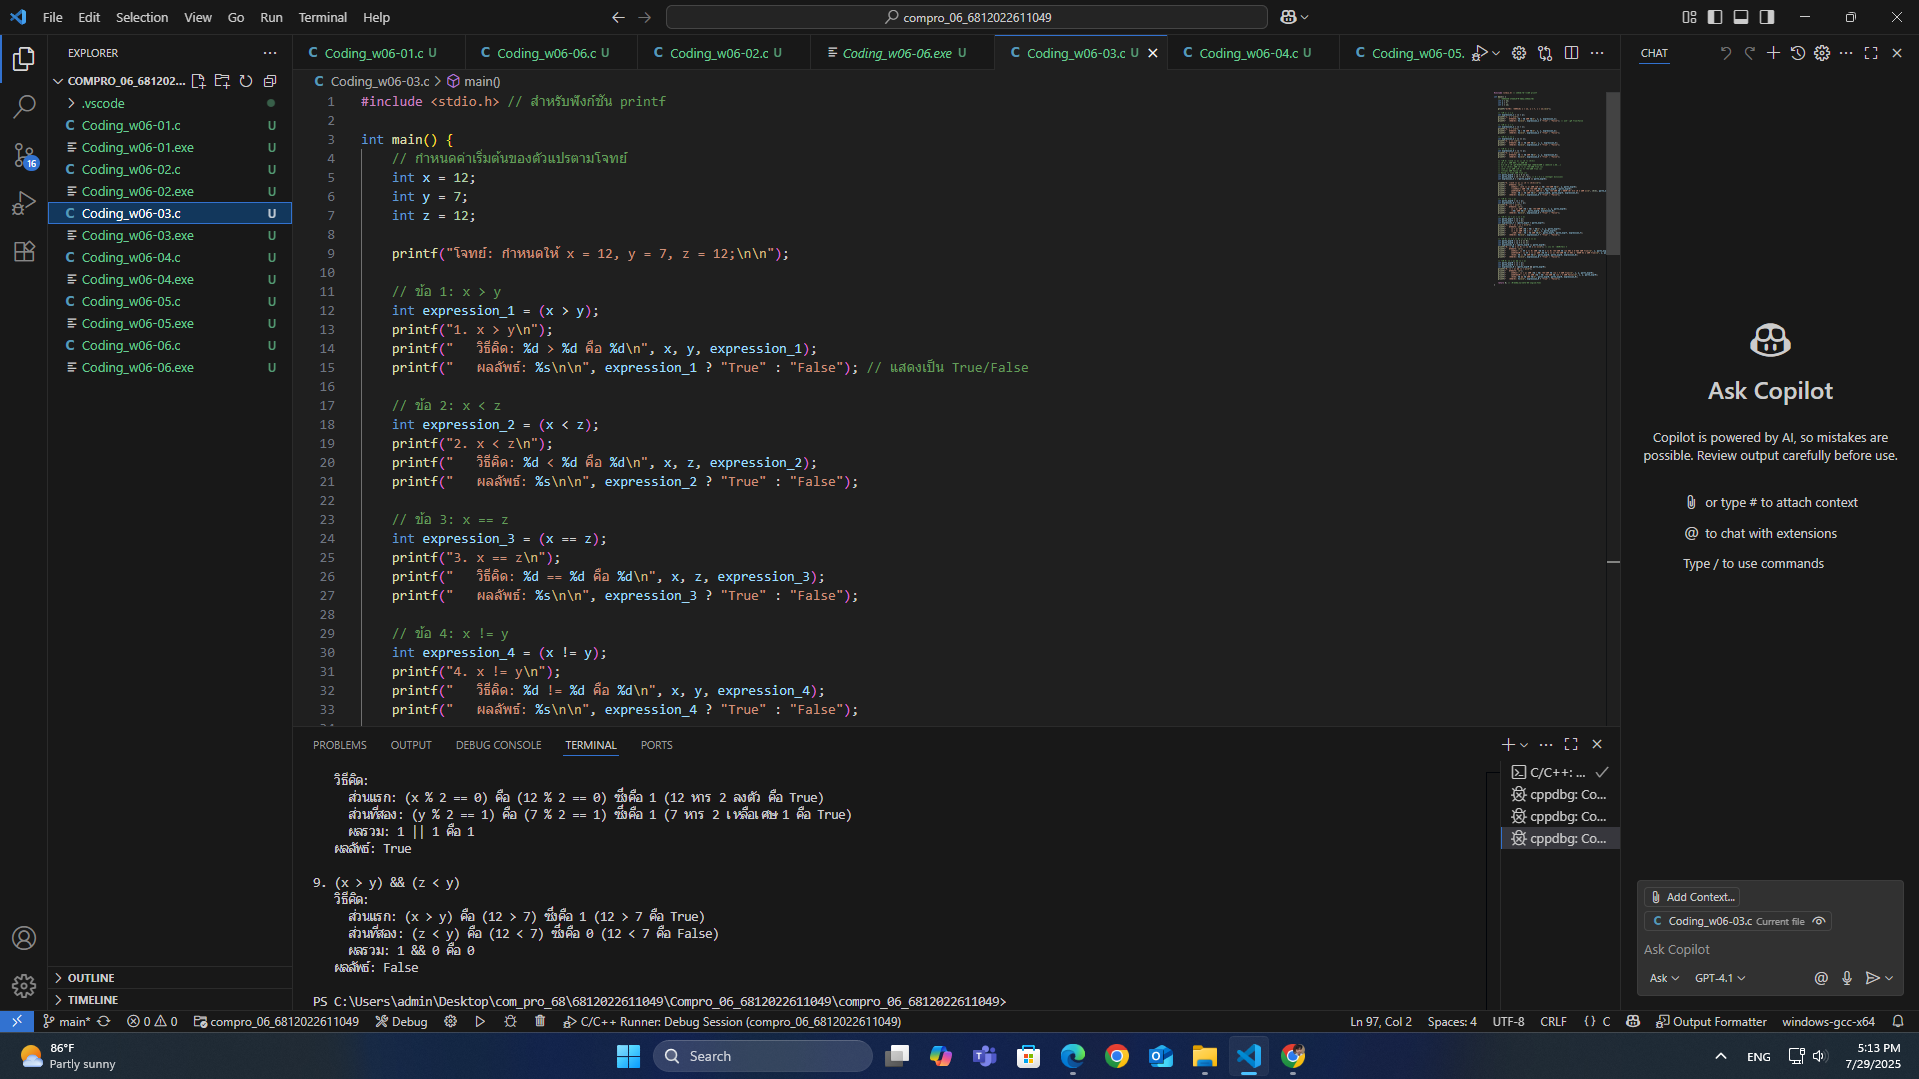 File Edit Selection View Go Run Terminal Help
compro_06_6812022611049
EXPLORER
COMPRO_06_681202...
.vscode
C Coding_w06-01.c U
Coding_w06-01.exe U
C Coding_w06-02.c U
Coding_w06-02.exe U
C Coding_w06-03.c U
Coding_w06-03.exe U
C Coding_w06-04.c U
Coding_w06-04.exe U
C Coding_w06-05.c U
Coding_w06-05.exe U
C Coding_w06-06.c U
Coding_w06-06.exe U
16
OUTLINE
TIMELINE
C Coding_w06-01.c U C Coding_w06-06.c U C Coding_w06-02.c U Coding_w06-06.exe U C Coding_w06-03.c U C Coding_w06-04.c U C Coding_w06-05.
C Coding_w06-03.c > main()
1 #include <stdio.h> // สำหรับฟังก์ชัน printf
2
3 int main() {
4 // กำหนดค่าเริ่มต้นของตัวแปรตามโจทย์
5 int x = 12;
6 int y = 7;
7 int z = 12;
8
9 printf("โจทย์: กำหนดให้ x = 12, y = 7, z = 12;\n\n");
10
11 // ข้อ 1: x > y
12 int expression_1 = (x > y);
13 printf("1. x > y\n");
14 printf("   วิธีคิด: %d > %d คือ %d\n", x, y, expression_1);
15 printf("   ผลลัพธ์: %s\n\n", expression_1 ? "True" : "False"); // แสดงเป็น True/False
16
17 // ข้อ 2: x < z
18 int expression_2 = (x < z);
19 printf("2. x < z\n");
20 printf("   วิธีคิด: %d < %d คือ %d\n", x, z, expression_2);
21 printf("   ผลลัพธ์: %s\n\n", expression_2 ? "True" : "False");
22
23 // ข้อ 3: x == z
24 int expression_3 = (x == z);
25 printf("3. x == z\n");
26 printf("   วิธีคิด: %d == %d คือ %d\n", x, z, expression_3);
27 printf("   ผลลัพธ์: %s\n\n", expression_3 ? "True" : "False");
28
29 // ข้อ 4: x != y
30 int expression_4 = (x != y);
31 printf("4. x != y\n");
32 printf("   วิธีคิด: %d != %d คือ %d\n", x, y, expression_4);
33 printf("   ผลลัพธ์: %s\n\n", expression_4 ? "True" : "False");
PROBLEMS OUTPUT DEBUG CONSOLE TERMINAL PORTS
วิธีคิด:
ส่วนแรก: (x % 2 == 0) คือ (12 % 2 == 0) ซึ่งคือ 1 (12 หาร 2 ลงตัว คือ True)
ส่วนที่สอง: (y % 2 == 1) คือ (7 % 2 == 1) ซึ่งคือ 1 (7 หาร 2 เหลือเศษ 1 คือ True)
ผลรวม: 1 || 1 คือ 1
ผลลัพธ์: True
9. (x > y) && (z < y)
วิธีคิด:
ส่วนแรก: (x > y) คือ (12 > 7) ซึ่งคือ 1 (12 > 7 คือ True)
ส่วนที่สอง: (z < y) คือ (12 < 7) ซึ่งคือ 0 (12 < 7 คือ False)
ผลรวม: 1 && 0 คือ 0
ผลลัพธ์: False
PS C:\Users\admin\Desktop\com_pro_68\6812022611049\Compro_06_6812022611049\compro_06_6812022611049>
C/C++: ...
cppdbg: Co...
cppdbg: Co...
cppdbg: Co...
CHAT
Ask Copilot
Copilot is powered by AI, so mistakes are
possible. Review output carefully before use.
or type # to attach context
@ to chat with extensions
Type / to use commands
Add Context...
C Coding_w06-03.c Current file
Ask Copilot
Ask GPT-4.1
main* 0 0 compro_06_6812022611049 Debug C/C++ Runner: Debug Session (compro_06_6812022611049) Ln 97, Col 2 Spaces: 4 UTF-8 CRLF {} C Output Formatter windows-gcc-x64
86°F
Partly sunny
Search
ENG
5:13 PM
7/29/2025